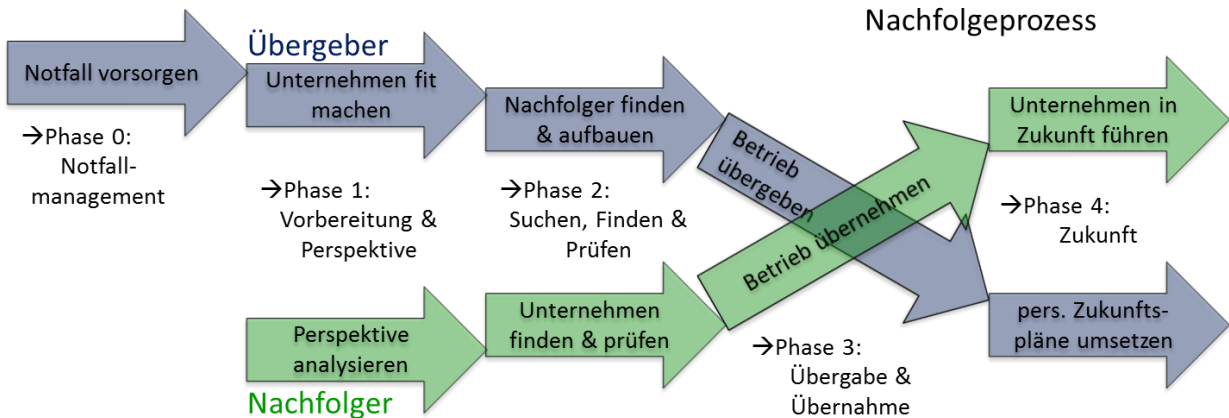 Nachfolgeprozess
Übergeber
Notfall vorsorgen
Unternehmen fit
machen
Nachfolger finden
& aufbauen
Betrieb
übergeben
Betrieb übernehmen
Unternehmen in
Zukunft führen
→Phase 0:
Notfall-
management
→Phase 1:
Vorbereitung &
Perspektive
→Phase 2:
Suchen, Finden &
Prüfen
→Phase 4:
Zukunft
Perspektive
analysieren
Unternehmen
finden & prüfen
→Phase 3:
Übergabe &
Übernahme
pers. Zukunfts-
pläne umsetzen
Nachfolger